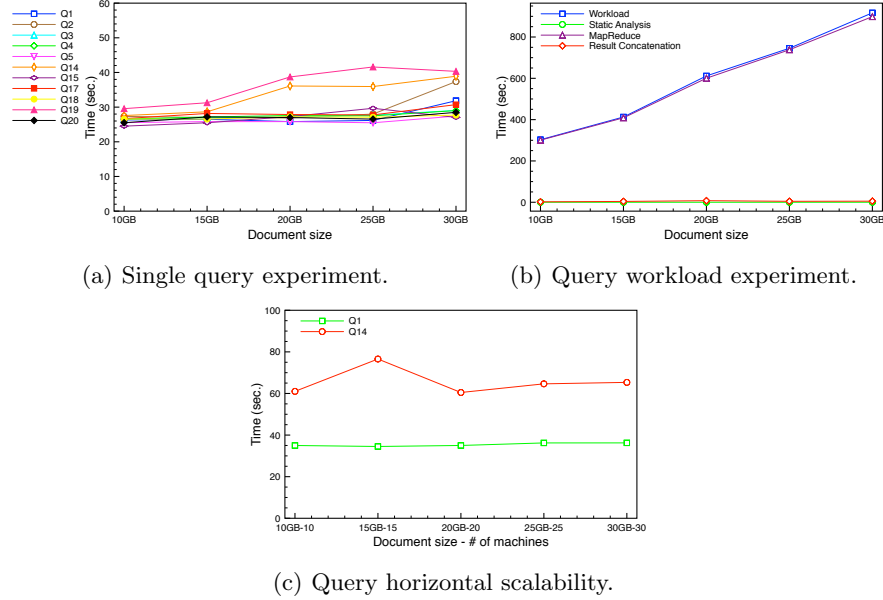 Q1
Q2
Q3
Q4
Q5
Q14
Q15
Q17
Q18
Q19
Q20
60
50
40
30
20
10
0
Time (sec.)
10GB 15GB 20GB 25GB 30GB
Document size
(a) Single query experiment.
Workload
Static Analysis
MapReduce
Result Concatenation
800
600
400
200
0
Time (sec.)
10GB 15GB 20GB 25GB 30GB
Document size
(b) Query workload experiment.
Q1
Q14
100
80
60
40
20
0
Time (sec.)
10GB-10 15GB-15 20GB-20 25GB-25 30GB-30
Document size - # of machines
(c) Query horizontal scalability.